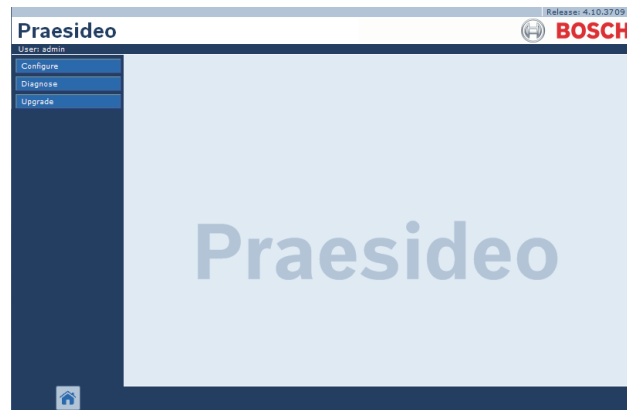 Release: 4.10.3709
Praesideo
BOSCH
User: admin
Configure
Diagnose
Upgrade
Praesideo